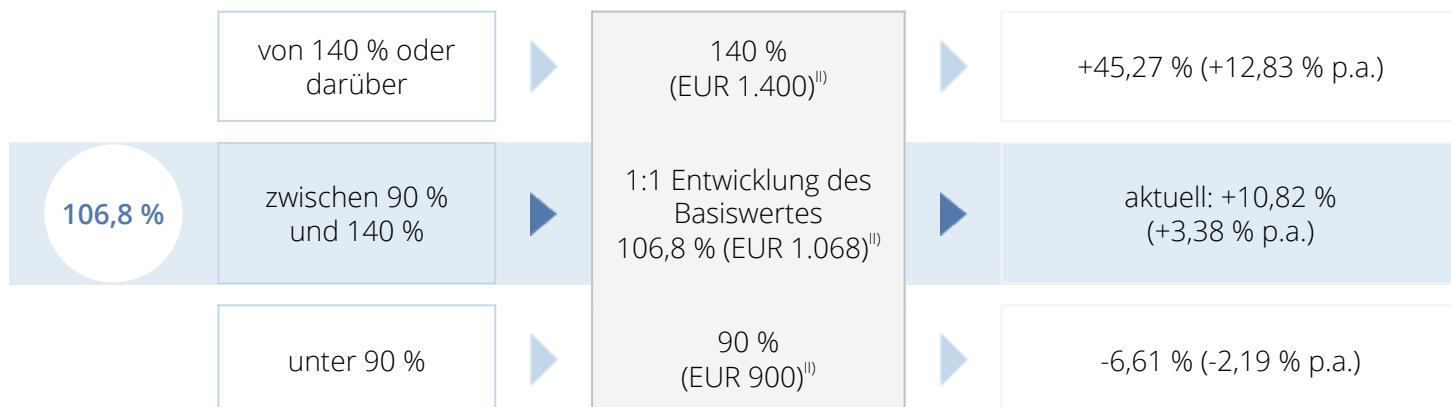 von 140 % oder
darüber
140 %
(EUR 1.400)II)
+45,27 % (+12,83 % p.a.)
106,8 %
zwischen 90 %
und 140 %
1:1 Entwicklung des
Basiswertes
106,8 % (EUR 1.068)II)
aktuell: +10,82 %
(+3,38 % p.a.)
unter 90 %
90 %
(EUR 900)II)
-6,61 % (-2,19 % p.a.)